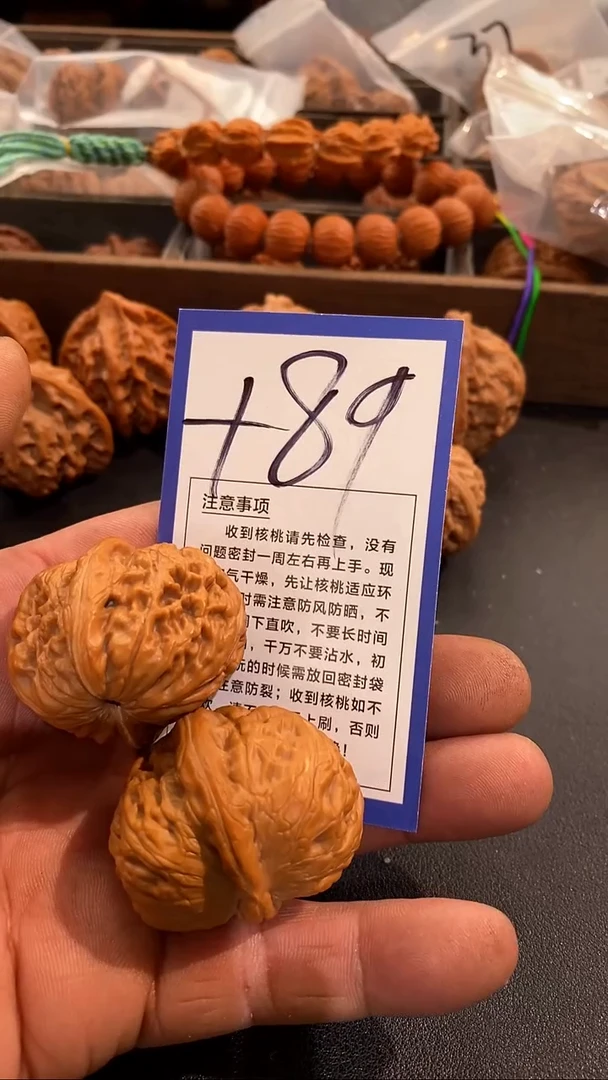 +89
注意事项
收到核桃请先检查，没有
问题密封一周左右再上手。现
气干燥，先让核桃适应环
时需注意防风防晒，不
下直吹，不要长时间
，千万不要沾水，初
玩的时候需放回密封袋
注意防裂；收到核桃如不
上刷，否则
！